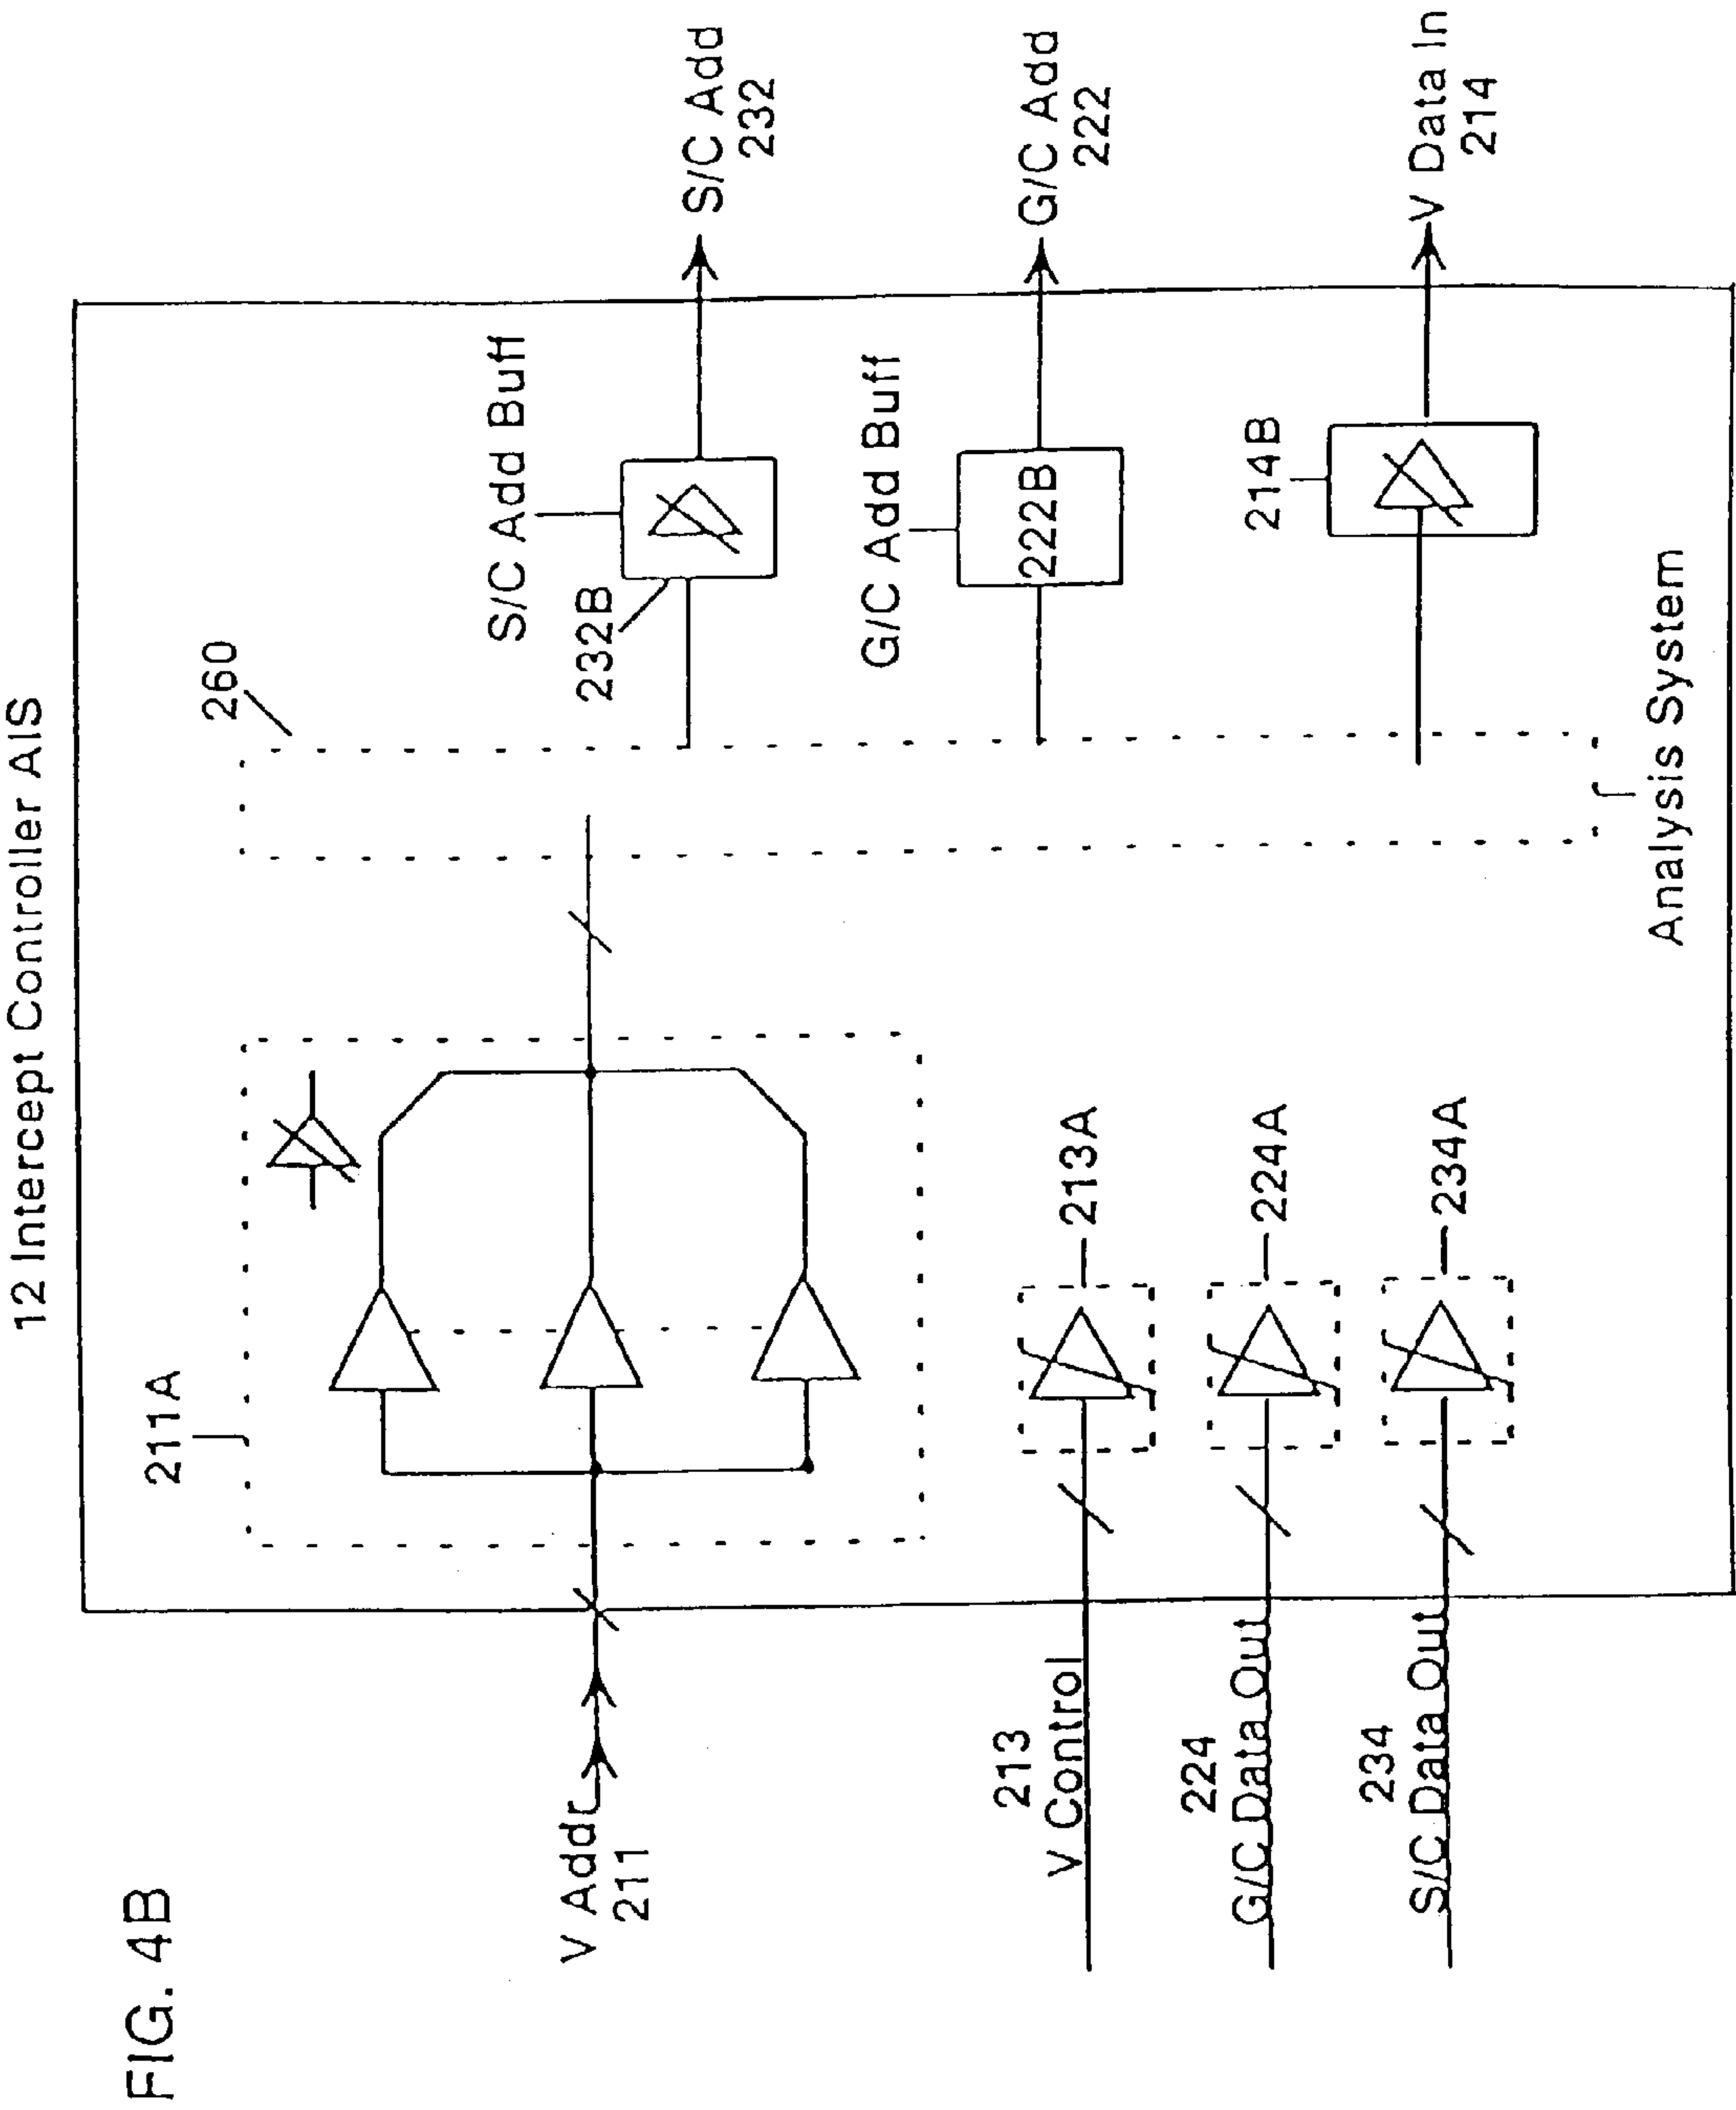 FIG. 4B
12 Intercept Controller AIS
211A
260
V Addr
211
S/C Add Buff
232B
S/C Add
232
G/C Add Buff
222B
G/C Add
222
213
V Control
213A
224
G/C Data Out
224A
234
S/C Data Out
234A
214B
V Data In
214
Analysis System